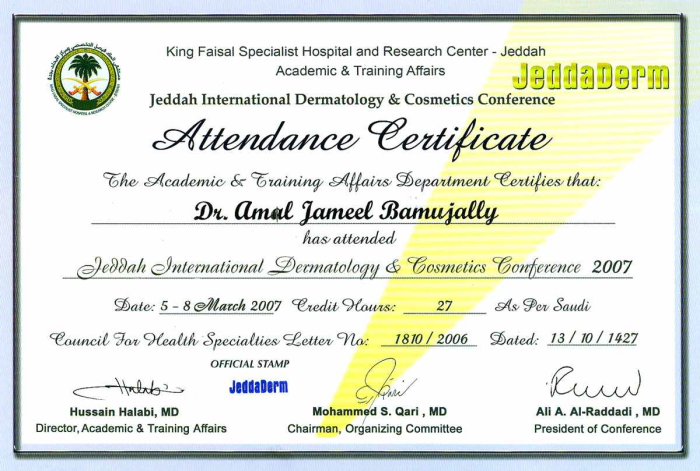 King Faisal Specialist Hospital and Research Center - Jeddah
Academic & Training Affairs
JeddaDerm
Jeddah International Dermatology & Cosmetics Conference
Attendance Certificate
The Academic & Training Affairs Department Certifies that:
Dr. Amal Jameel Bamujally
has attended
Jeddah International Dermatology & Cosmetics Conference 2007
Date: 5 - 8 March 2007 Credit Hours: 27 As Per Saudi
Council For Health Specialties Letter No: 1810 / 2006 Dated: 13 / 10 / 1427
OFFICIAL STAMP
JeddaDerm
Hussain Halabi, MD
Director, Academic & Training Affairs
Mohammed S. Qari , MD
Chairman, Organizing Committee
Ali A. Al-Raddadi , MD
President of Conference